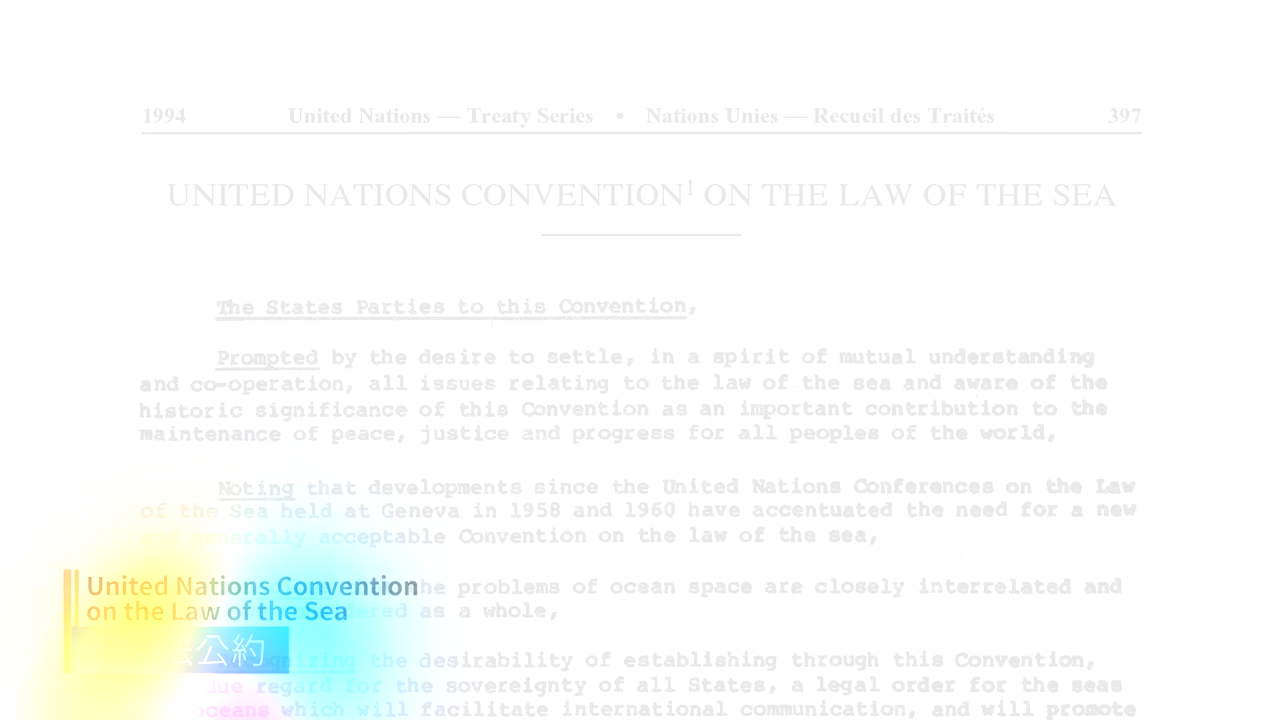 1994 United Nations — Treaty Series • Nations Unies — Recueil des Traités 397
UNITED NATIONS CONVENTION¹ ON THE LAW OF THE SEA
The States Parties to this Convention,
Prompted by the desire to settle, in a spirit of mutual understanding
and co-operation, all issues relating to the law of the sea and aware of the
historic significance of this Convention as an important contribution to the
maintenance of peace, justice and progress for all peoples of the world,
Noting that developments since the United Nations Conferences on the Law
of the Sea held at Geneva in 1958 and 1960 have accentuated the need for a new
and generally acceptable Convention on the law of the sea,
the problems of ocean space are closely interrelated and
as a whole,
the desirability of establishing through this Convention,
due regard for the sovereignty of all States, a legal order for the seas
oceans which will facilitate international communication, and will promote
United Nations Convention
on the Law of the Sea
公約